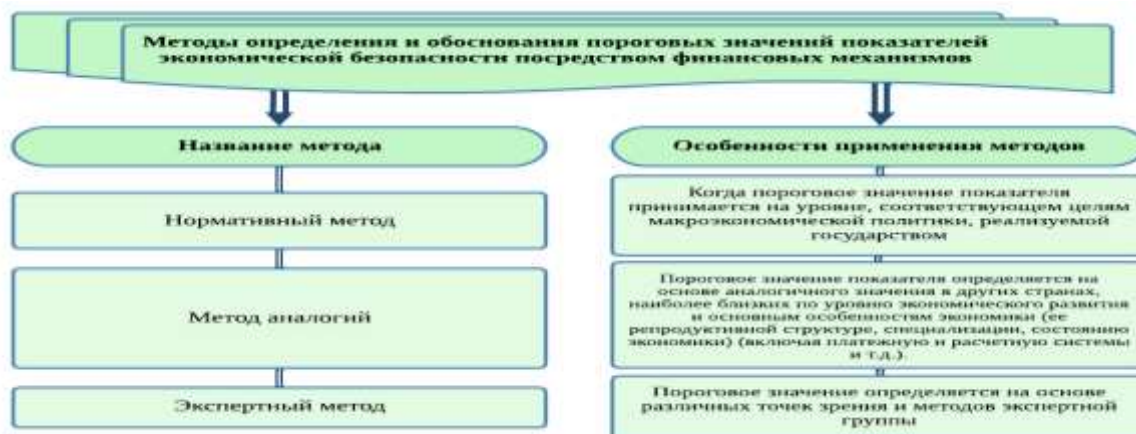 Методы определения и обоснования пороговых значений показателей
экономической безопасности посредством финансовых механизмов
Название метода
Особенности применения методов
Нормативный метод
Когда пороговое значение показателя
принимается на уровне, соответствующем целям
макроэкономической политики, реализуемой
государством
Метод аналогий
Пороговое значение показателя определяется на
основе аналогичного значения в других странах,
наиболее близких по уровню экономического развития
и основным особенностям экономики (ее
репродуктивной структуре, специализации, состоянию
экономики) (включая платежную и расчетную системы
и т.д.).
Экспертный метод
Пороговое значение определяется на основе
различных точек зрения и методов экспертной
группы